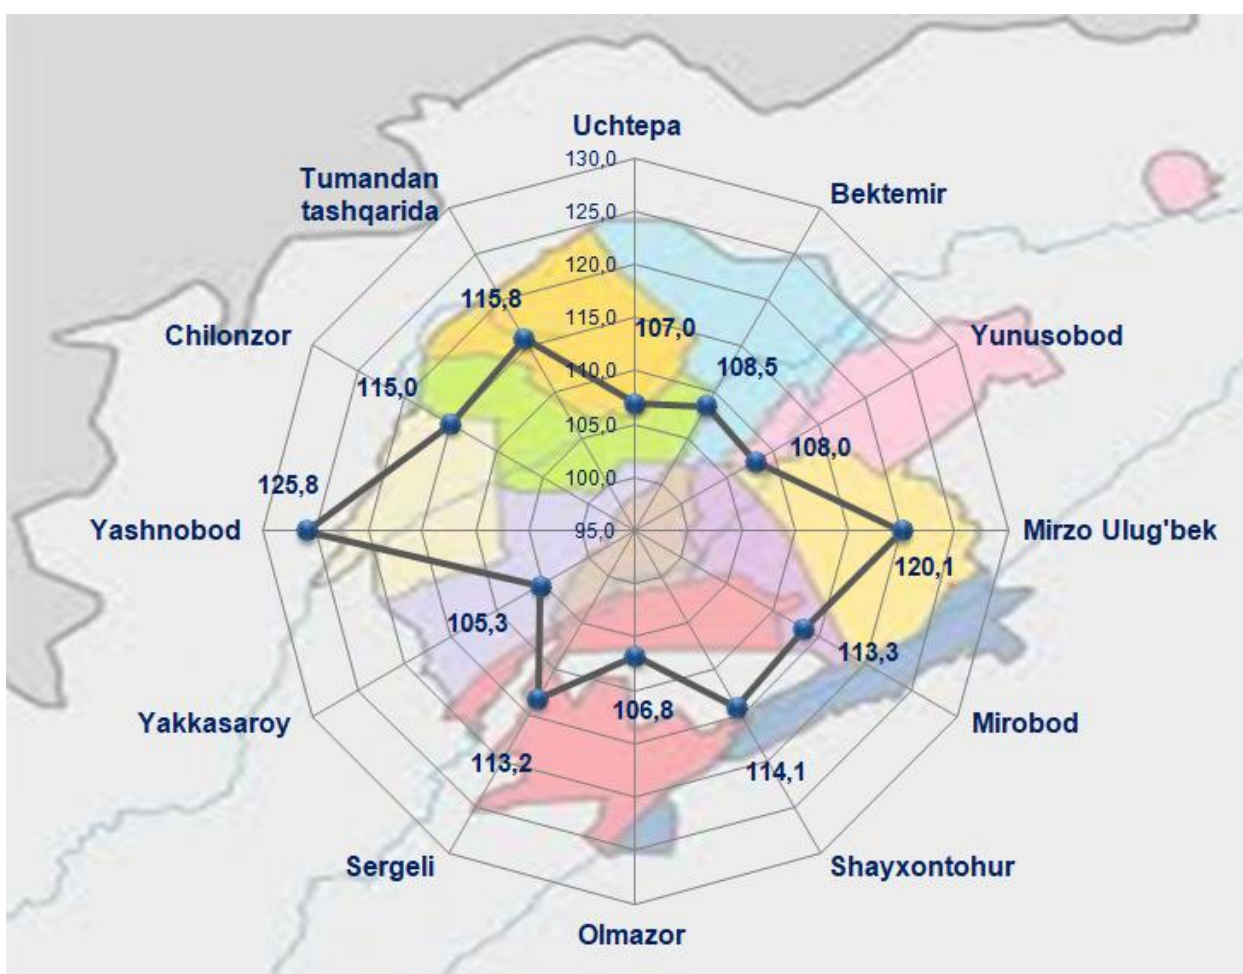 Uchtepa
130,0
Tumandan
tashqarida
Bektemir
125,0
120,0
115,8
115,0
107,0
Chilonzor
Yunusobod
110,0
108,5
115,0
105,0
108,0
100,0
125,8
Yashnobod
95,0
Mirzo Ulug'bek
120,1
105,3
113,3
106,8
Yakkasaroy
Mirobod
113,2
114,1
Sergeli
Shayxontohur
Olmazor